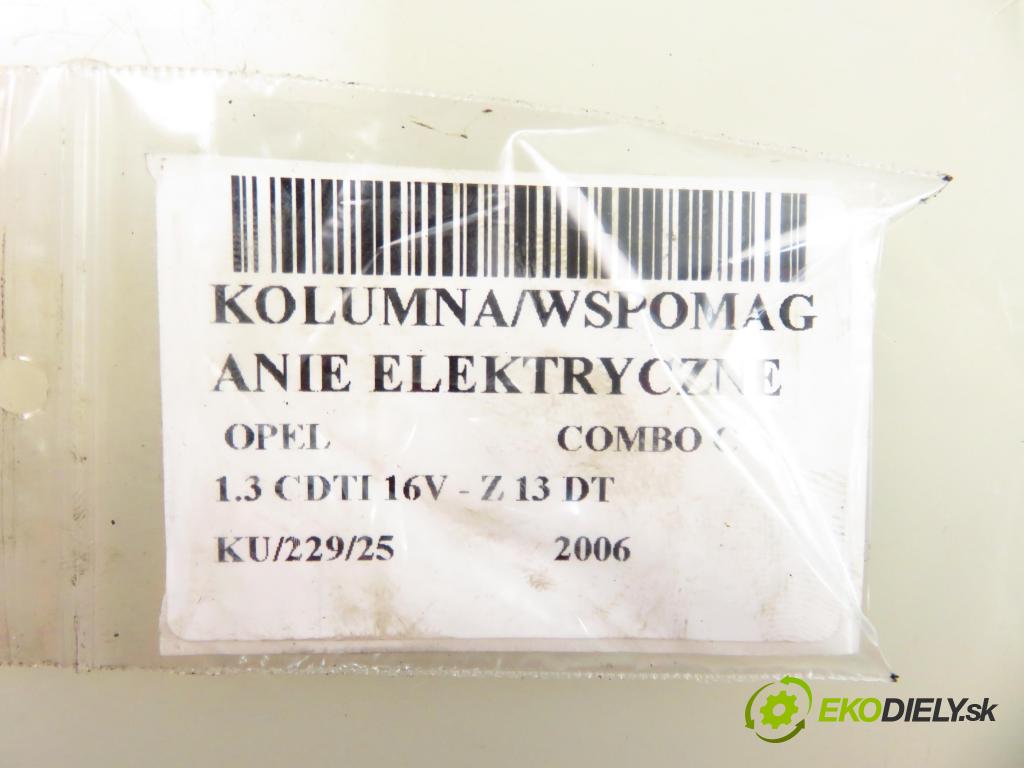 KOLUMNA/WSPOMAG
ANIE ELEKTRYCZNE
OPEL COMBO C
1.3 CDTI 16V - Z 13 DT
KU/229/25 2006
EKODIELY.sk